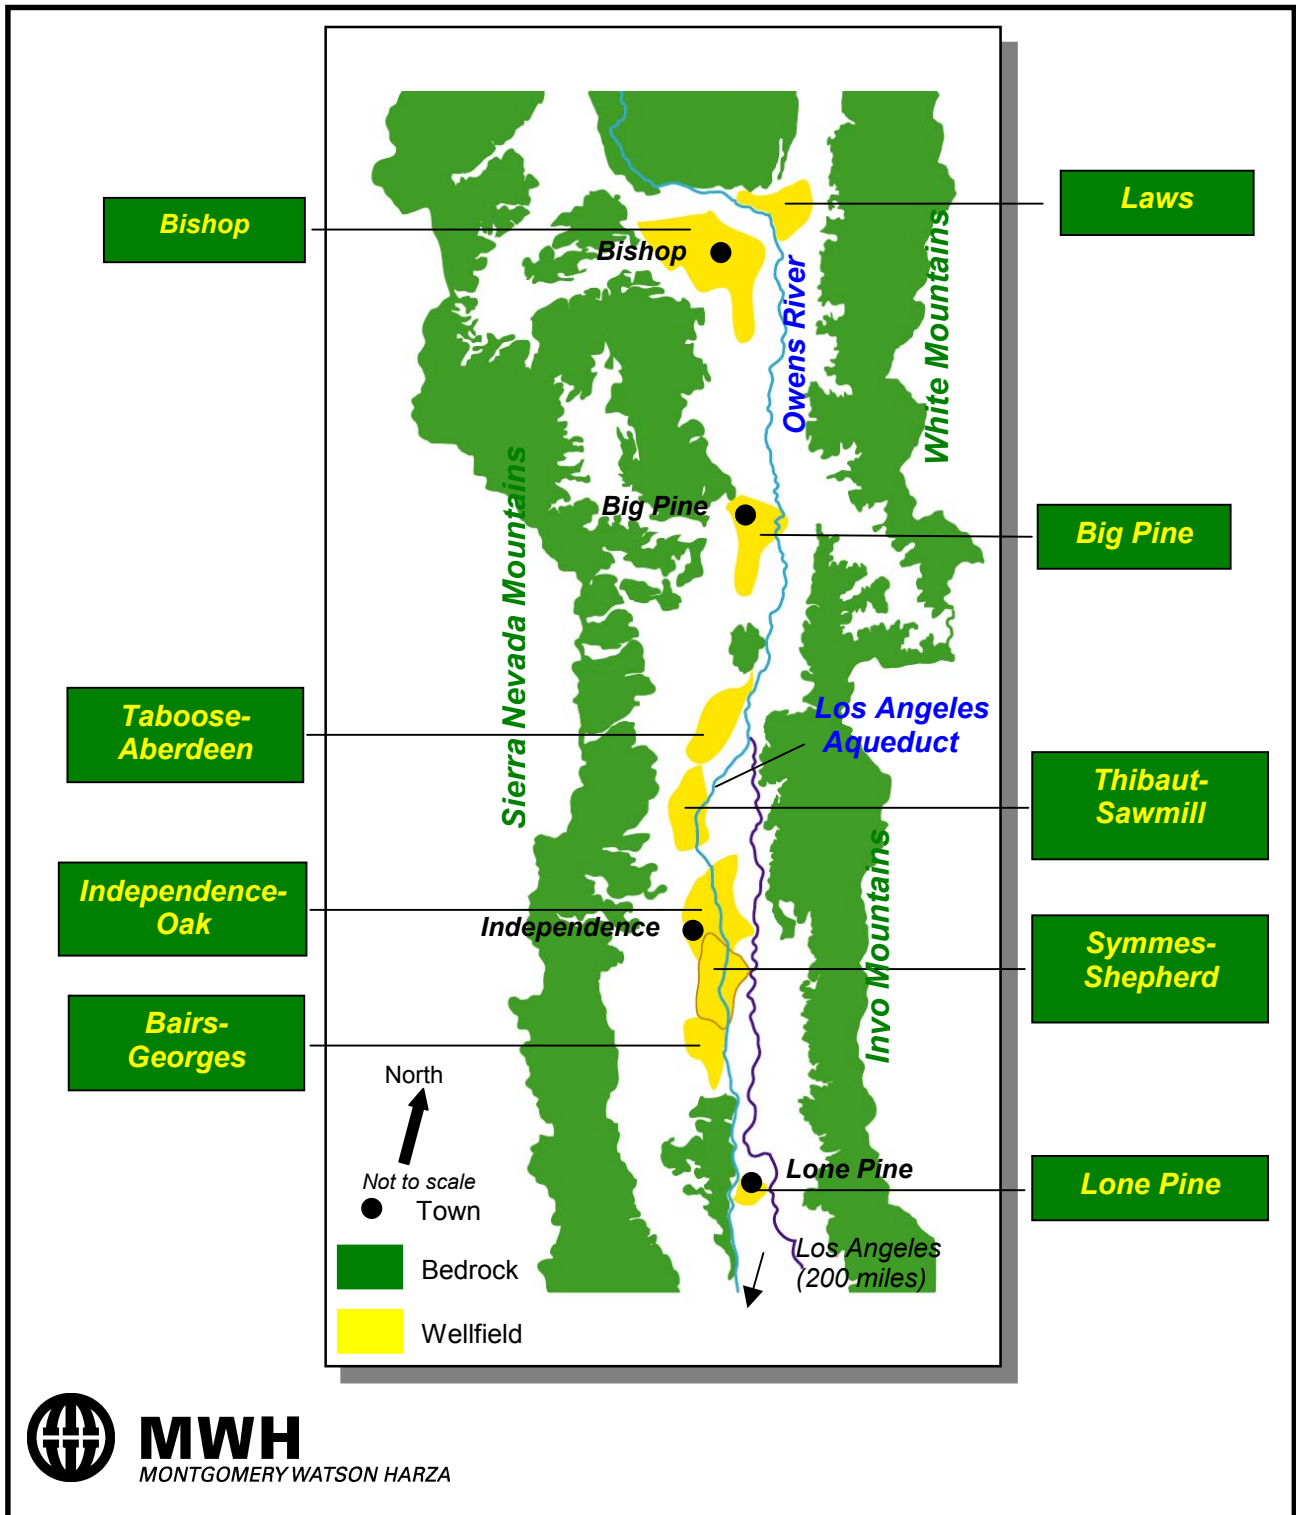 Bishop
Laws
Bishop
Owens River
White Mountains
Sierra Nevada Mountains
Big Pine
Big Pine
Taboose-
Aberdeen
Los Angeles
Aqueduct
Thibaut-
Sawmill
Independence-
Oak
Independence
Invo Mountains
Symmes-
Shepherd
Bairs-
Georges
North
Not to scale
Town
Bedrock
Wellfield
Lone Pine
Lone Pine
Los Angeles
(200 miles)
MWH
MONTGOMERY WATSON HARZA